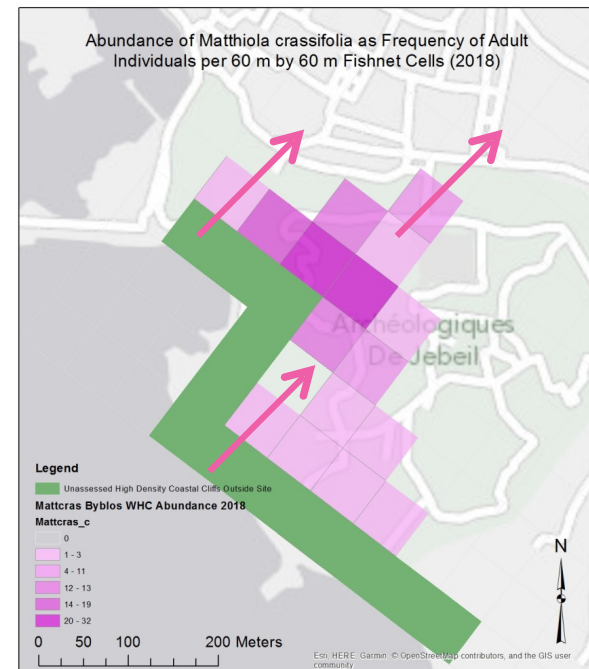 Abundance of Matthiola crassifolia as Frequency of Adult
Individuals per 60 m by 60 m Fishnet Cells (2018)
Archéologiques
De Jebeil
Legend
Unassessed High Density Coastal Cliffs Outside Site
Mattcras Byblos WHC Abundance 2018
Mattcras_c
0
1 - 3
4 - 11
12 - 13
14 - 19
20 - 32
N
0 50 100 200 Meters
Esri, HERE, Garmin, © OpenStreetMap contributors, and the GIS user
community